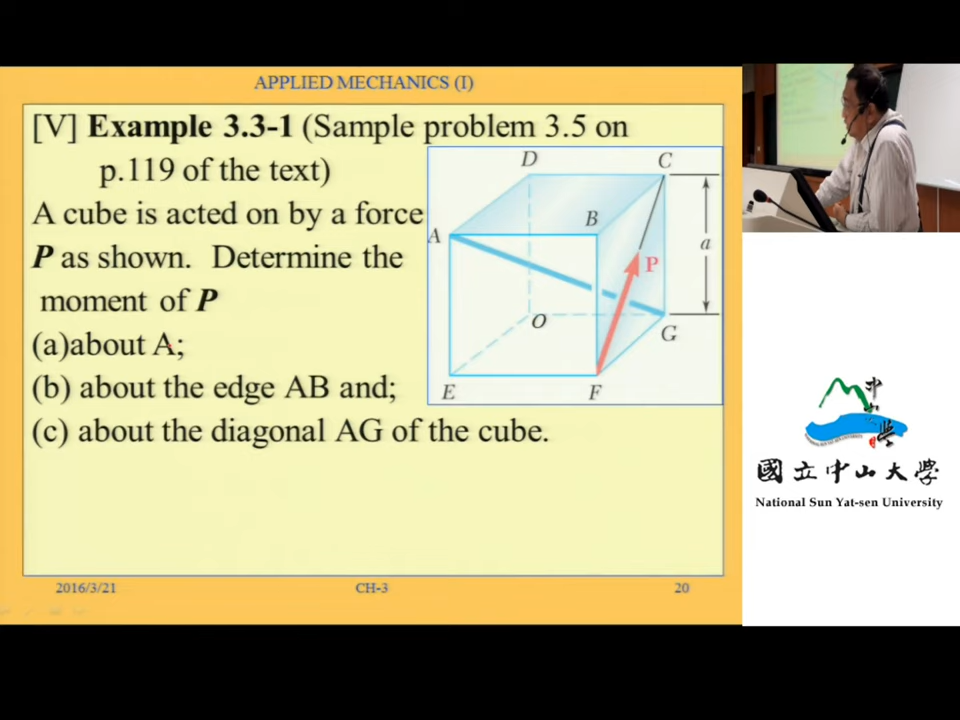 APPLIED MECHANICS (I)
[V] Example 3.3-1 (Sample problem 3.5 on
p.119 of the text)
A cube is acted on by a force
P as shown. Determine the
moment of P
(a)about A;
(b) about the edge AB and;
(c) about the diagonal AG of the cube.
D
C
B
A
a
P
O
G
E
F
2016/3/21
CH-3
20
國立中山大學
National Sun Yat-sen University